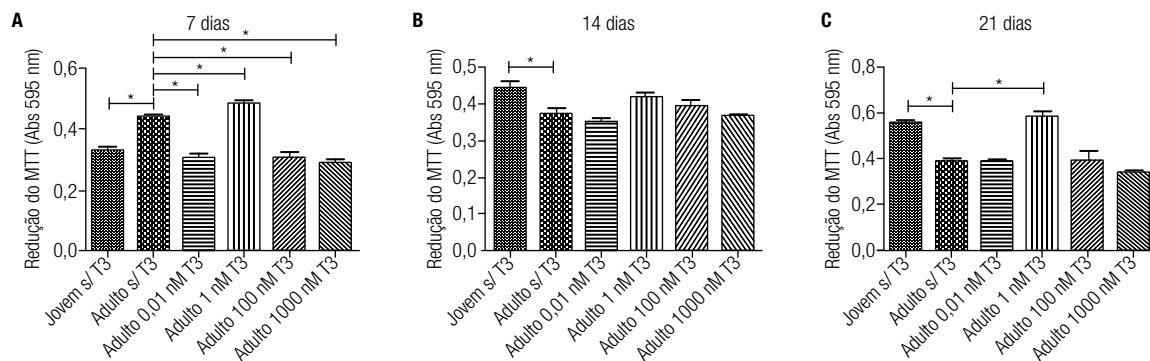 A
7 dias
*
*
*
*
*
Redução do MTT (Abs 595 nm)
0,6
0,4
0,2
0,0
Jovem s/ T3
Adulto s/T3
Adulto 0,01 nM T3
Adulto 1 nM T3
Adulto 100 nM T3
Adulto 1000 nM T3
B
14 dias
*
Redução do MTT (Abs 595 nm)
0,5
0,4
0,3
0,2
0,1
0,0
Jovem s/ T3
Adulto s/T3
Adulto 0,01 nM T3
Adulto 1 nM T3
Adulto 100 nM T3
Adulto 1000 nM T3
C
21 dias
*
*
Redução do MTT (Abs 595 nm)
0,8
0,6
0,4
0,2
0,0
Jovem s/ T3
Adulto s/T3
Adulto 0,01 nM T3
Adulto 1 nM T3
Adulto 100 nM T3
Adulto 1000 nM T3